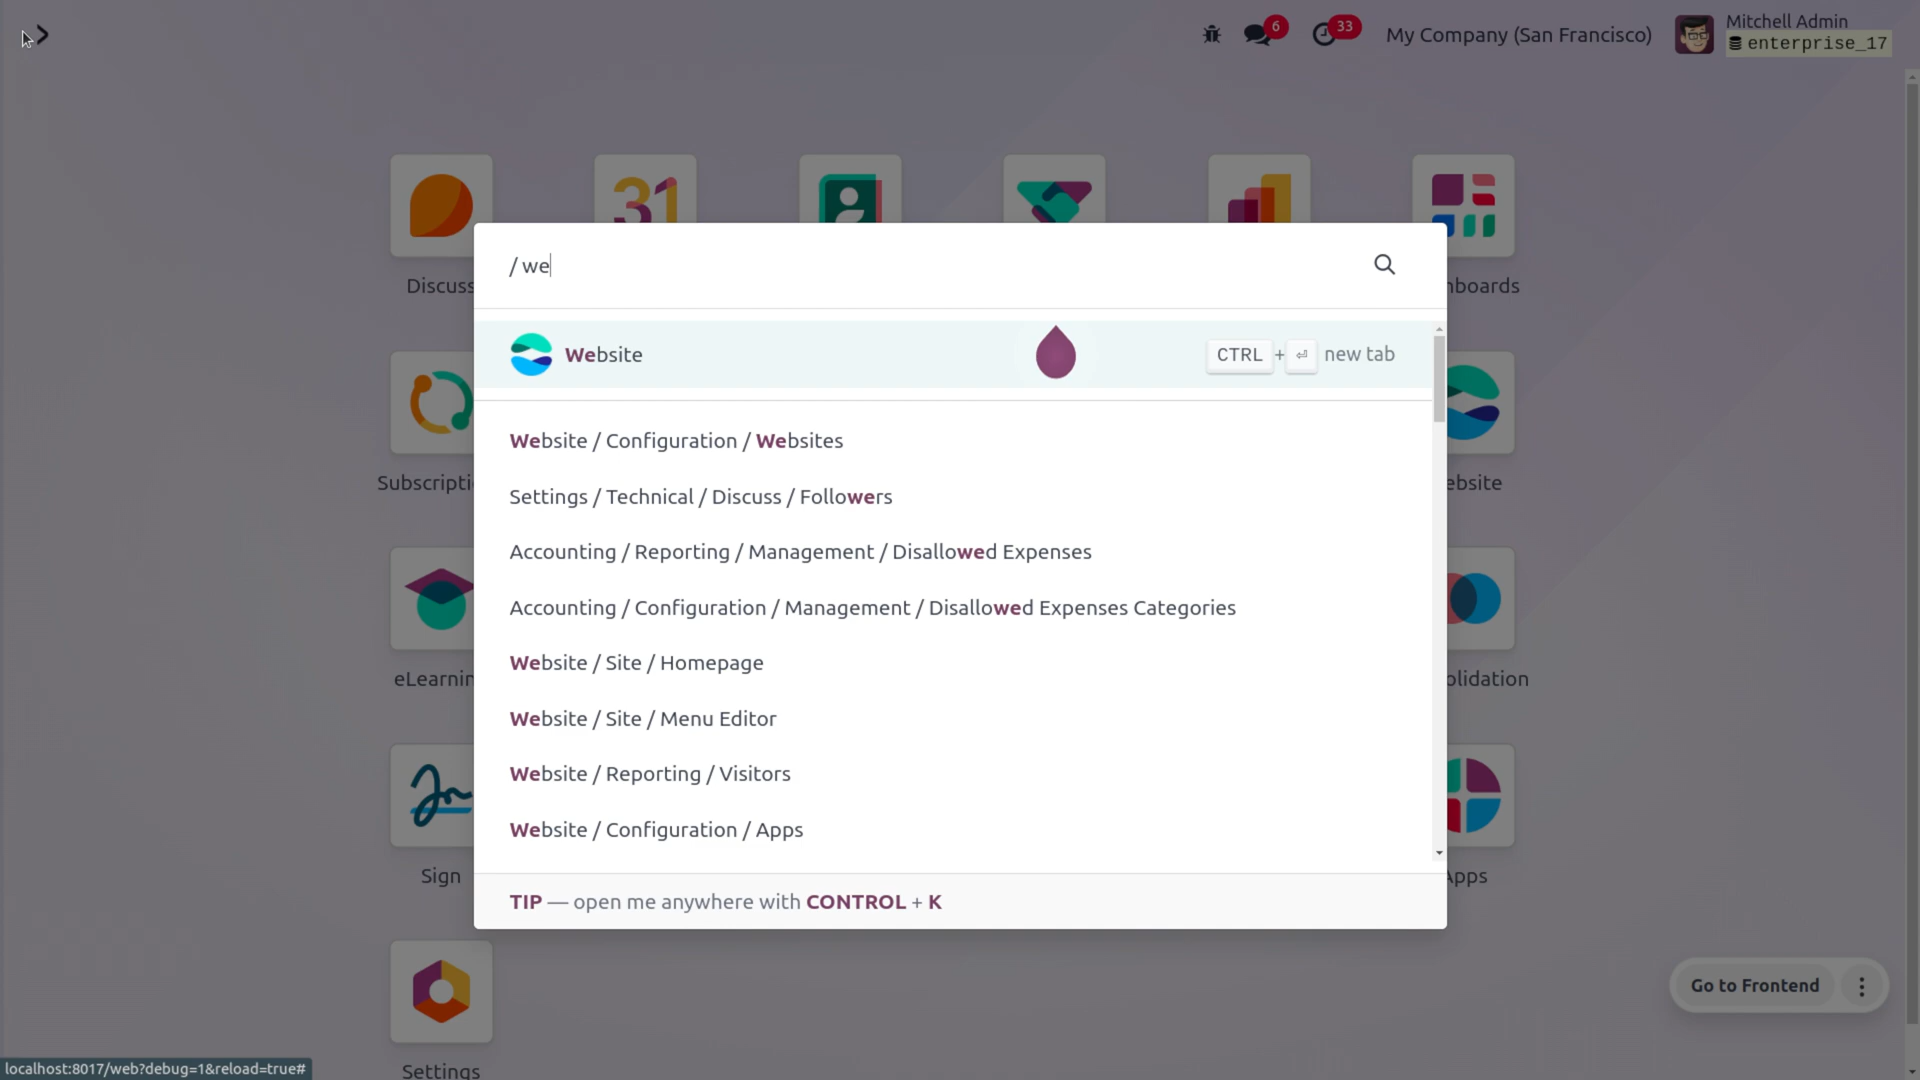 6
33
My Company (San Francisco)
Mitchell Admin
enterprise_17
31
/ we
Discuss
hboards
Website
CTRL + ⏎ new tab
Website / Configuration / Websites
Settings / Technical / Discuss / Followers
Subscripti
ebsite
Accounting / Reporting / Management / Disallowed Expenses
Accounting / Configuration / Management / Disallowed Expenses Categories
Website / Site / Homepage
eLearnin
olidation
Website / Site / Menu Editor
Website / Reporting / Visitors
Website / Configuration / Apps
Sign
Apps
TIP — open me anywhere with CONTROL + K
Go to Frontend
localhost:8017/web?debug=1&reload=true#
Settings